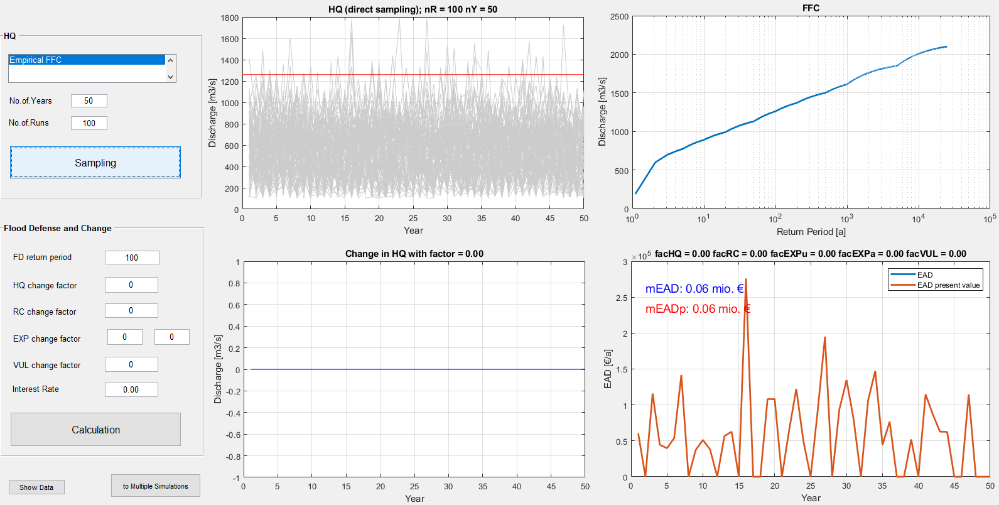 HQ
Empirical FFC
No.of.Years
50
No.of.Runs
100
Sampling
Flood Defense and Change
FD return period
100
HQ change factor
0
RC change factor
0
EXP change factor
0
0
VUL change factor
0
Interest Rate
0.00
Calculation
Show Data
to Multiple Simulations
HQ (direct sampling); nR = 100 nY = 50
Discharge [m3/s]
1800
1600
1400
1200
1000
800
600
400
200
0
0 5 10 15 20 25 30 35 40 45 50
Year
FFC
Discharge [m3/s]
2500
2000
1500
1000
500
0
10^0 10^1 10^2 10^3 10^4 10^5
Return Period [a]
Change in HQ with factor = 0.00
Discharge [m3/s]
1
0.8
0.6
0.4
0.2
0
-0.2
-0.4
-0.6
-0.8
-1
0 5 10 15 20 25 30 35 40 45 50
Year
×10^5 facHQ = 0.00 facRC = 0.00 facEXPu = 0.00 facEXPa = 0.00 facVUL = 0.00
EAD
EAD present value
mEAD: 0.06 mio. €
mEADp: 0.06 mio. €
EAD [€/a]
3
2.5
2
1.5
1
0.5
0
0 5 10 15 20 25 30 35 40 45 50
Year